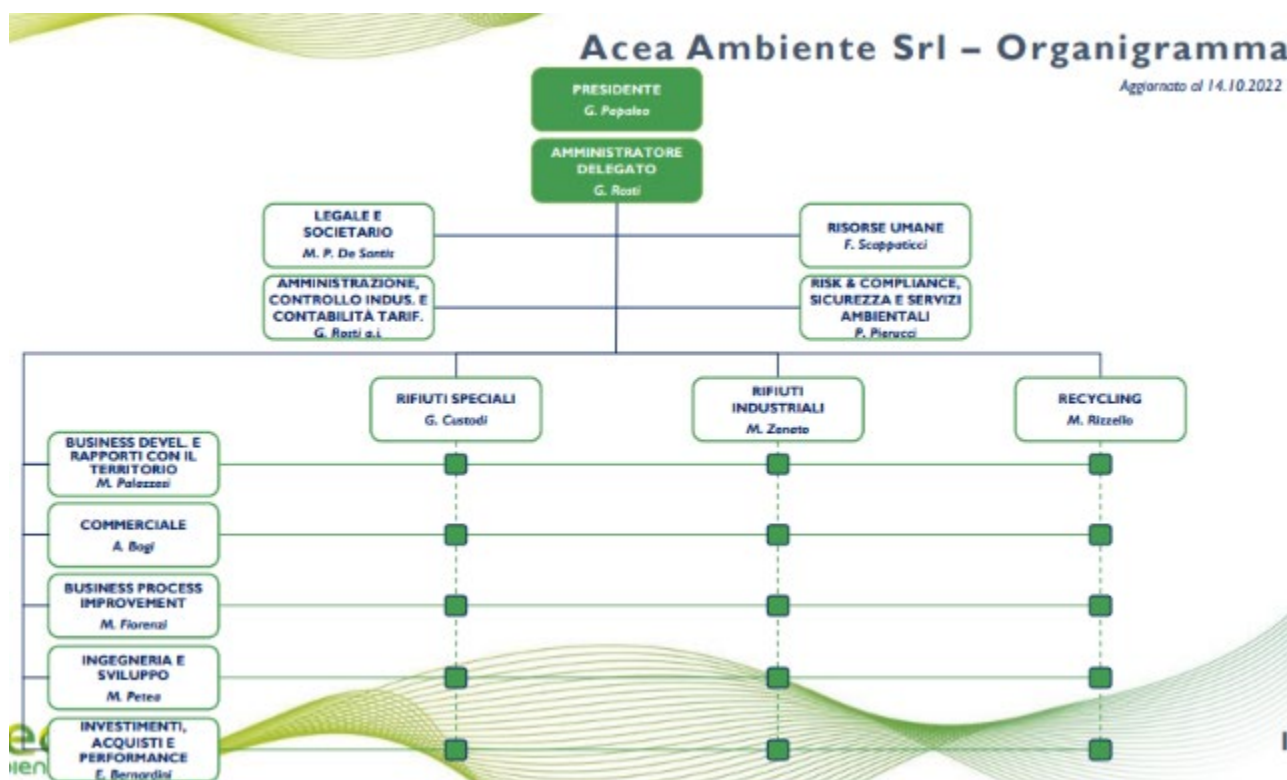 Acea Ambiente Srl – Organigramma
Aggiornato al 14.10.2022
PRESIDENTE
G. Papaleo
AMMINISTRATORE
DELEGATO
G. Rosti
LEGALE E
SOCIETARIO
M. P. De Santis
RISORSE UMANE
F. Scappaticci
AMMINISTRAZIONE,
CONTROLLO INDUS. E
CONTABILITÀ TARIF.
G. Rosti a.i.
RISK & COMPLIANCE,
SICUREZZA E SERVIZI
AMBIENTALI
P. Pierucci
RIFIUTI SPECIALI
G. Custodi
RIFIUTI
INDUSTRIALI
M. Zonato
RECYCLING
M. Rizzello
BUSINESS DEVEL. E
RAPPORTI CON IL
TERRITORIO
M. Palazzesi
COMMERCIALE
A. Bagi
BUSINESS PROCESS
IMPROVEMENT
M. Fiorenzi
INGEGNERIA E
SVILUPPO
M. Petea
INVESTIMENTI,
ACQUISTI E
PERFORMANCE
E. Bernardini